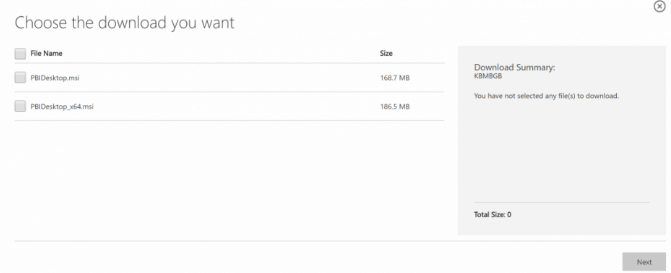 Choose the download you want
File Name Size
PBIDesktop.msi 168.7 MB
PBIDesktop_x64.msi 186.5 MB
Download Summary:
KBMBGB
You have not selected any file(s) to download.
Total Size: 0
Next